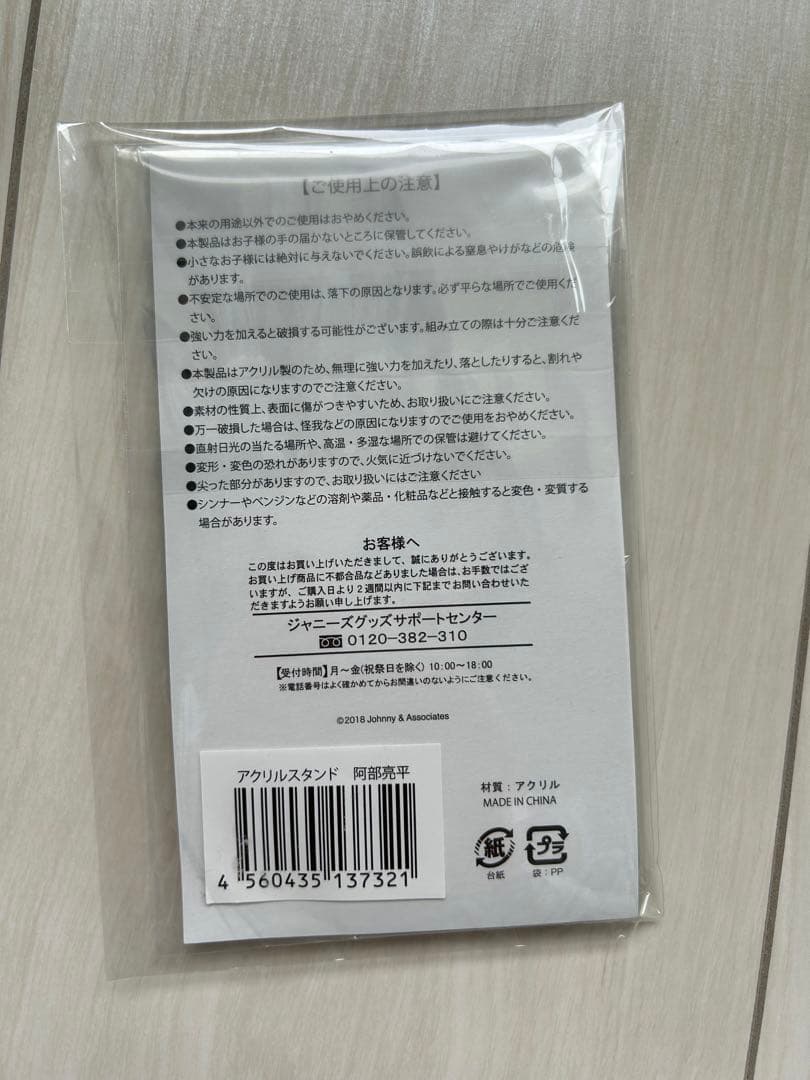 【ご使用上の注意】
●本来の用途以外でのご使用はおやめください。
●本製品はお子様の手の届かないところに保管してください。
●小さなお子様には絶対に与えないでください。誤飲による窒息やけがなどの危険
があります。
●不安定な場所でのご使用は、落下の原因となります。必ず平らな場所でご使用くだ
さい。
●強い力を加えると破損する可能性がございます。組み立ての際は十分ご注意くだ
さい。
●本製品はアクリル製のため、無理に強い力を加えたり、落としたりすると、割れや
欠けの原因になりますのでご注意ください。
●素材の性質上、表面に傷がつきやすいため、お取り扱いにご注意ください。
●万一破損した場合は、怪我などの原因になりますのでご使用をおやめください。
●直射日光の当たる場所や、高温・多湿な場所での保管は避けてください。
●変形・変色の恐れがありますので、火気に近づけないでください。
●尖った部分がありますので、お取り扱いにはご注意ください
●シンナーやベンジンなどの溶剤や薬品・化粧品などと接触すると変色・変質する
場合があります。
お客様へ
この度はお買い上げいただきまして、誠にありがとうございます。
お買い上げ商品に不都合品などありました場合は、お手数ではござ
いますが、ご購入日より2週間以内に下記までお問い合わせいた
だきますようお願い申し上げます。
ジャニーズグッズサポートセンター
0120-382-310
【受付時間】月〜金(祝祭日を除く) 10:00〜18:00
※電話番号はよく確かめてからお間違いのないようにご注意ください。
©2018 Johnny & Associates
アクリルスタンド 阿部亮平
4 560435 137321
材質：アクリル
MADE IN CHINA
紙
台紙
プラ
袋：PP